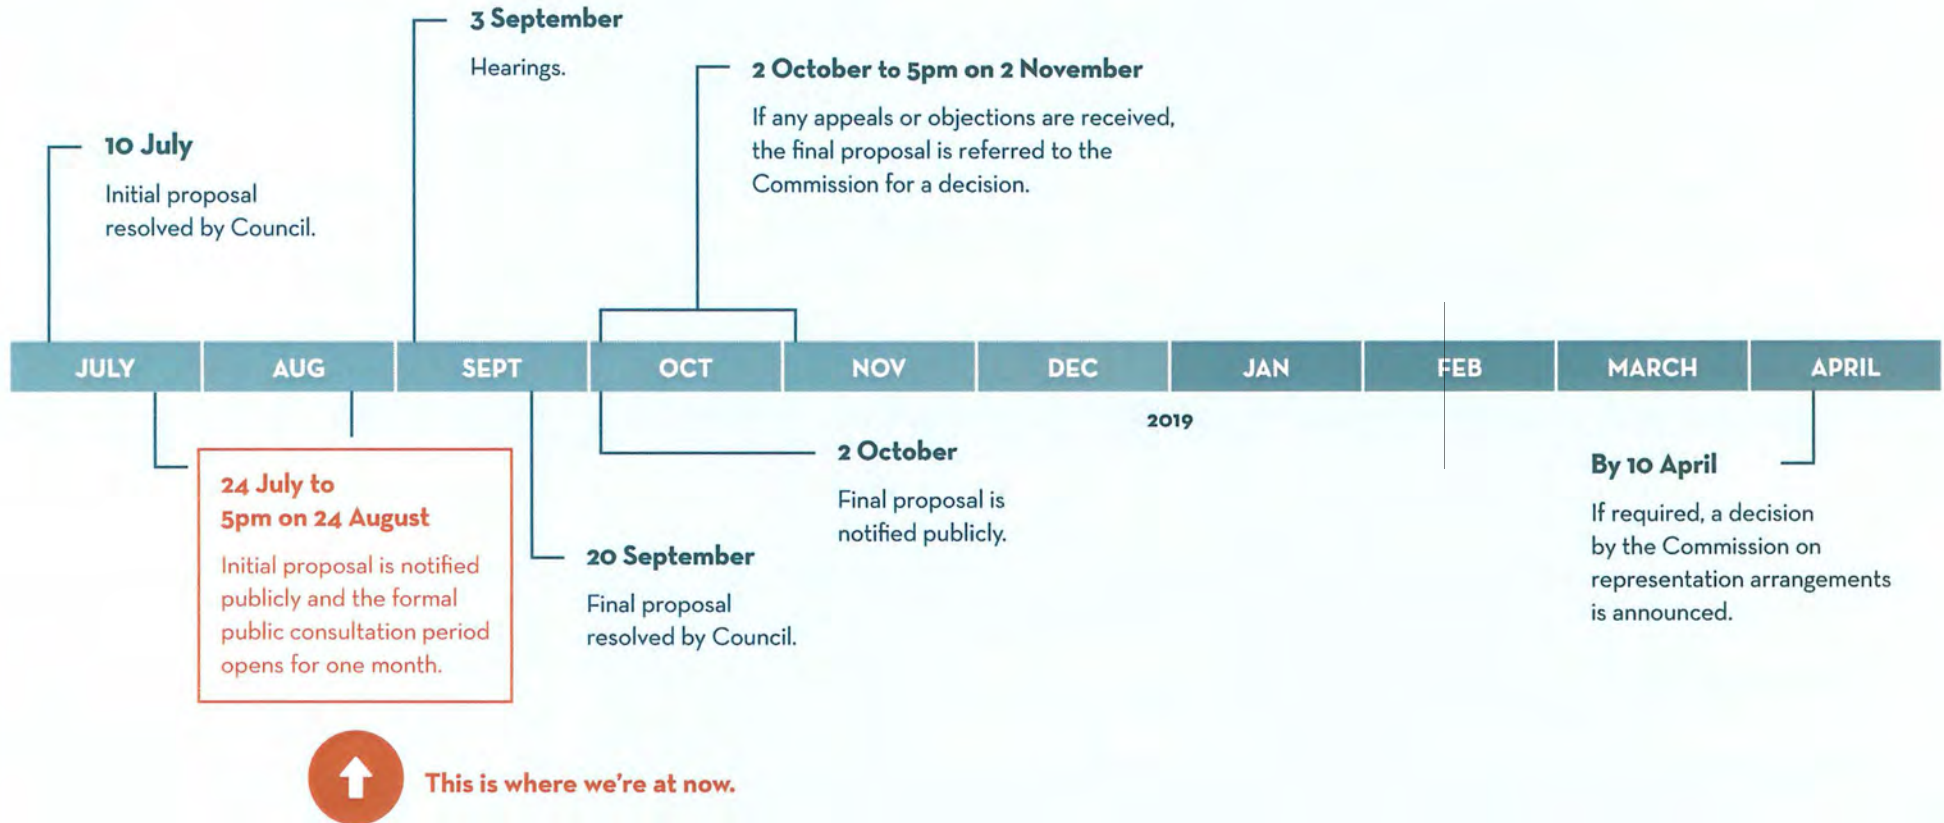 3 September
Hearings.
2 October to 5pm on 2 November
If any appeals or objections are received,
the final proposal is referred to the
Commission for a decision.
10 July
Initial proposal
resolved by Council.
JULY
AUG
SEPT
OCT
NOV
DEC
JAN
FEB
MARCH
APRIL
2019
24 July to
5pm on 24 August
Initial proposal is notified
publicly and the formal
public consultation period
opens for one month.
20 September
Final proposal
resolved by Council.
2 October
Final proposal is
notified publicly.
By 10 April
If required, a decision
by the Commission on
representation arrangements
is announced.
This is where we're at now.